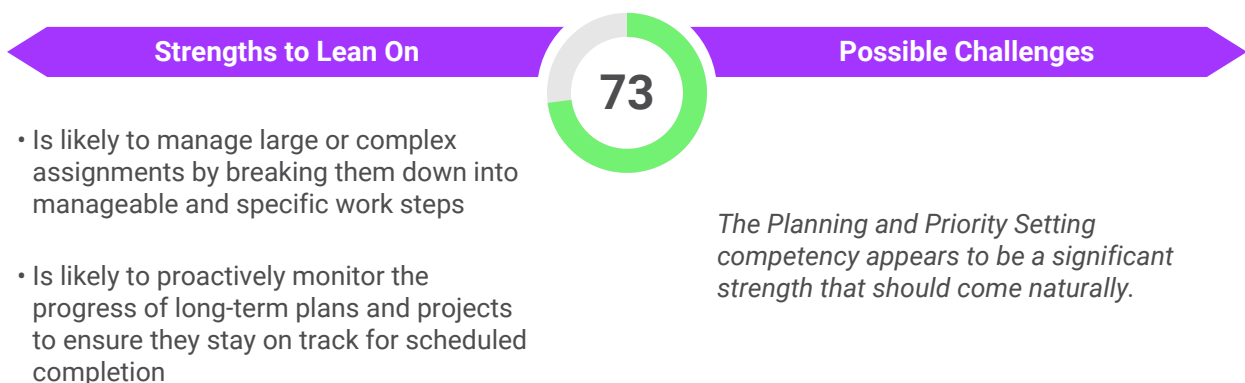 Strengths to Lean On
73
Possible Challenges
• Is likely to manage large or complex
assignments by breaking them down into
manageable and specific work steps
• Is likely to proactively monitor the
progress of long-term plans and projects
to ensure they stay on track for scheduled
completion
The Planning and Priority Setting
competency appears to be a significant
strength that should come naturally.